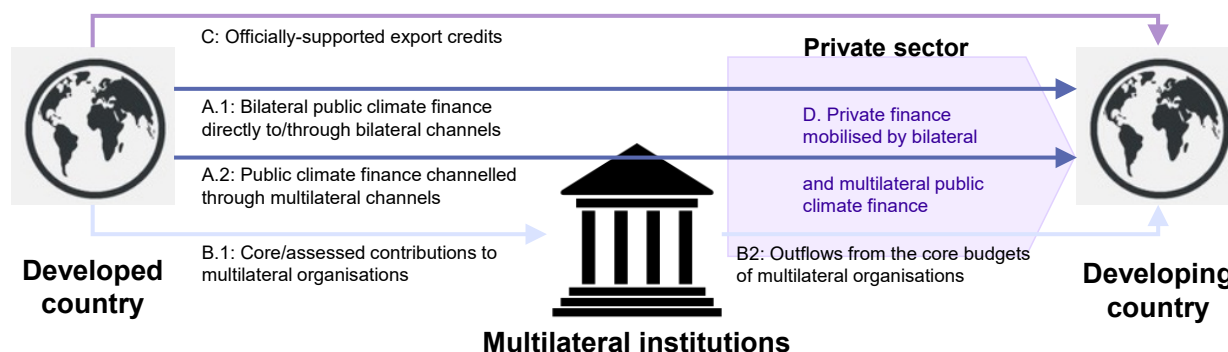 C: Officially-supported export credits
Private sector
A.1: Bilateral public climate finance
directly to/through bilateral channels
D. Private finance
mobilised by bilateral
A.2: Public climate finance channelled
through multilateral channels
and multilateral public
climate finance
B.1: Core/assessed contributions to
multilateral organisations
B2: Outflows from the core budgets
of multilateral organisations
Developed
country
Developing
country
Multilateral institutions